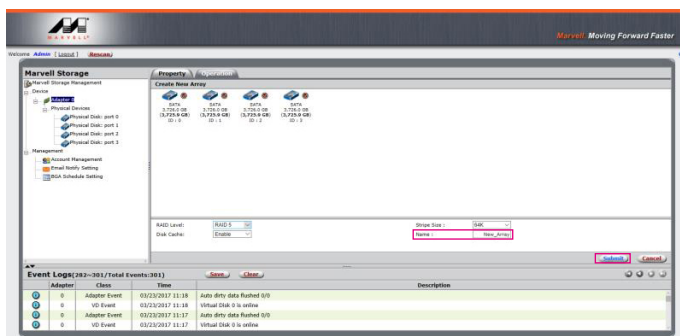 MARVELL
Marvell. Moving Forward Faster
Welcome Admin [ Logout ] Rescan
Marvell Storage
Marvell Storage Management
Device
Adapter 0
Physical Devices
Physical Disk: port 0
Physical Disk: port 1
Physical Disk: port 2
Physical Disk: port 3
Management
Account Management
Email Notify Setting
BGA Schedule Setting
Property Operation
Create New Array
DATA DATA DATA DATA
3,726.0 GB 3,726.0 GB 3,726.0 GB 3,726.0 GB
(3,725.9 GB) (3,725.9 GB) (3,725.9 GB) (3,725.9 GB)
ID : 0 ID : 1 ID : 2 ID : 3
RAID Level: RAID 5 Stripe Size : 64K
Disk Cache: Enable Name : New_Array
Submit Cancel
Event Logs(282~301/Total Events:301) Save Clear
Adapter Class Time Description
0 Adapter Event 03/23/2017 11:18 Auto dirty data flushed 0/0
0 VD Event 03/23/2017 11:18 Virtual Disk 0 is online
0 Adapter Event 03/23/2017 11:17 Auto dirty data flushed 0/0
0 VD Event 03/23/2017 11:17 Virtual Disk 0 is online